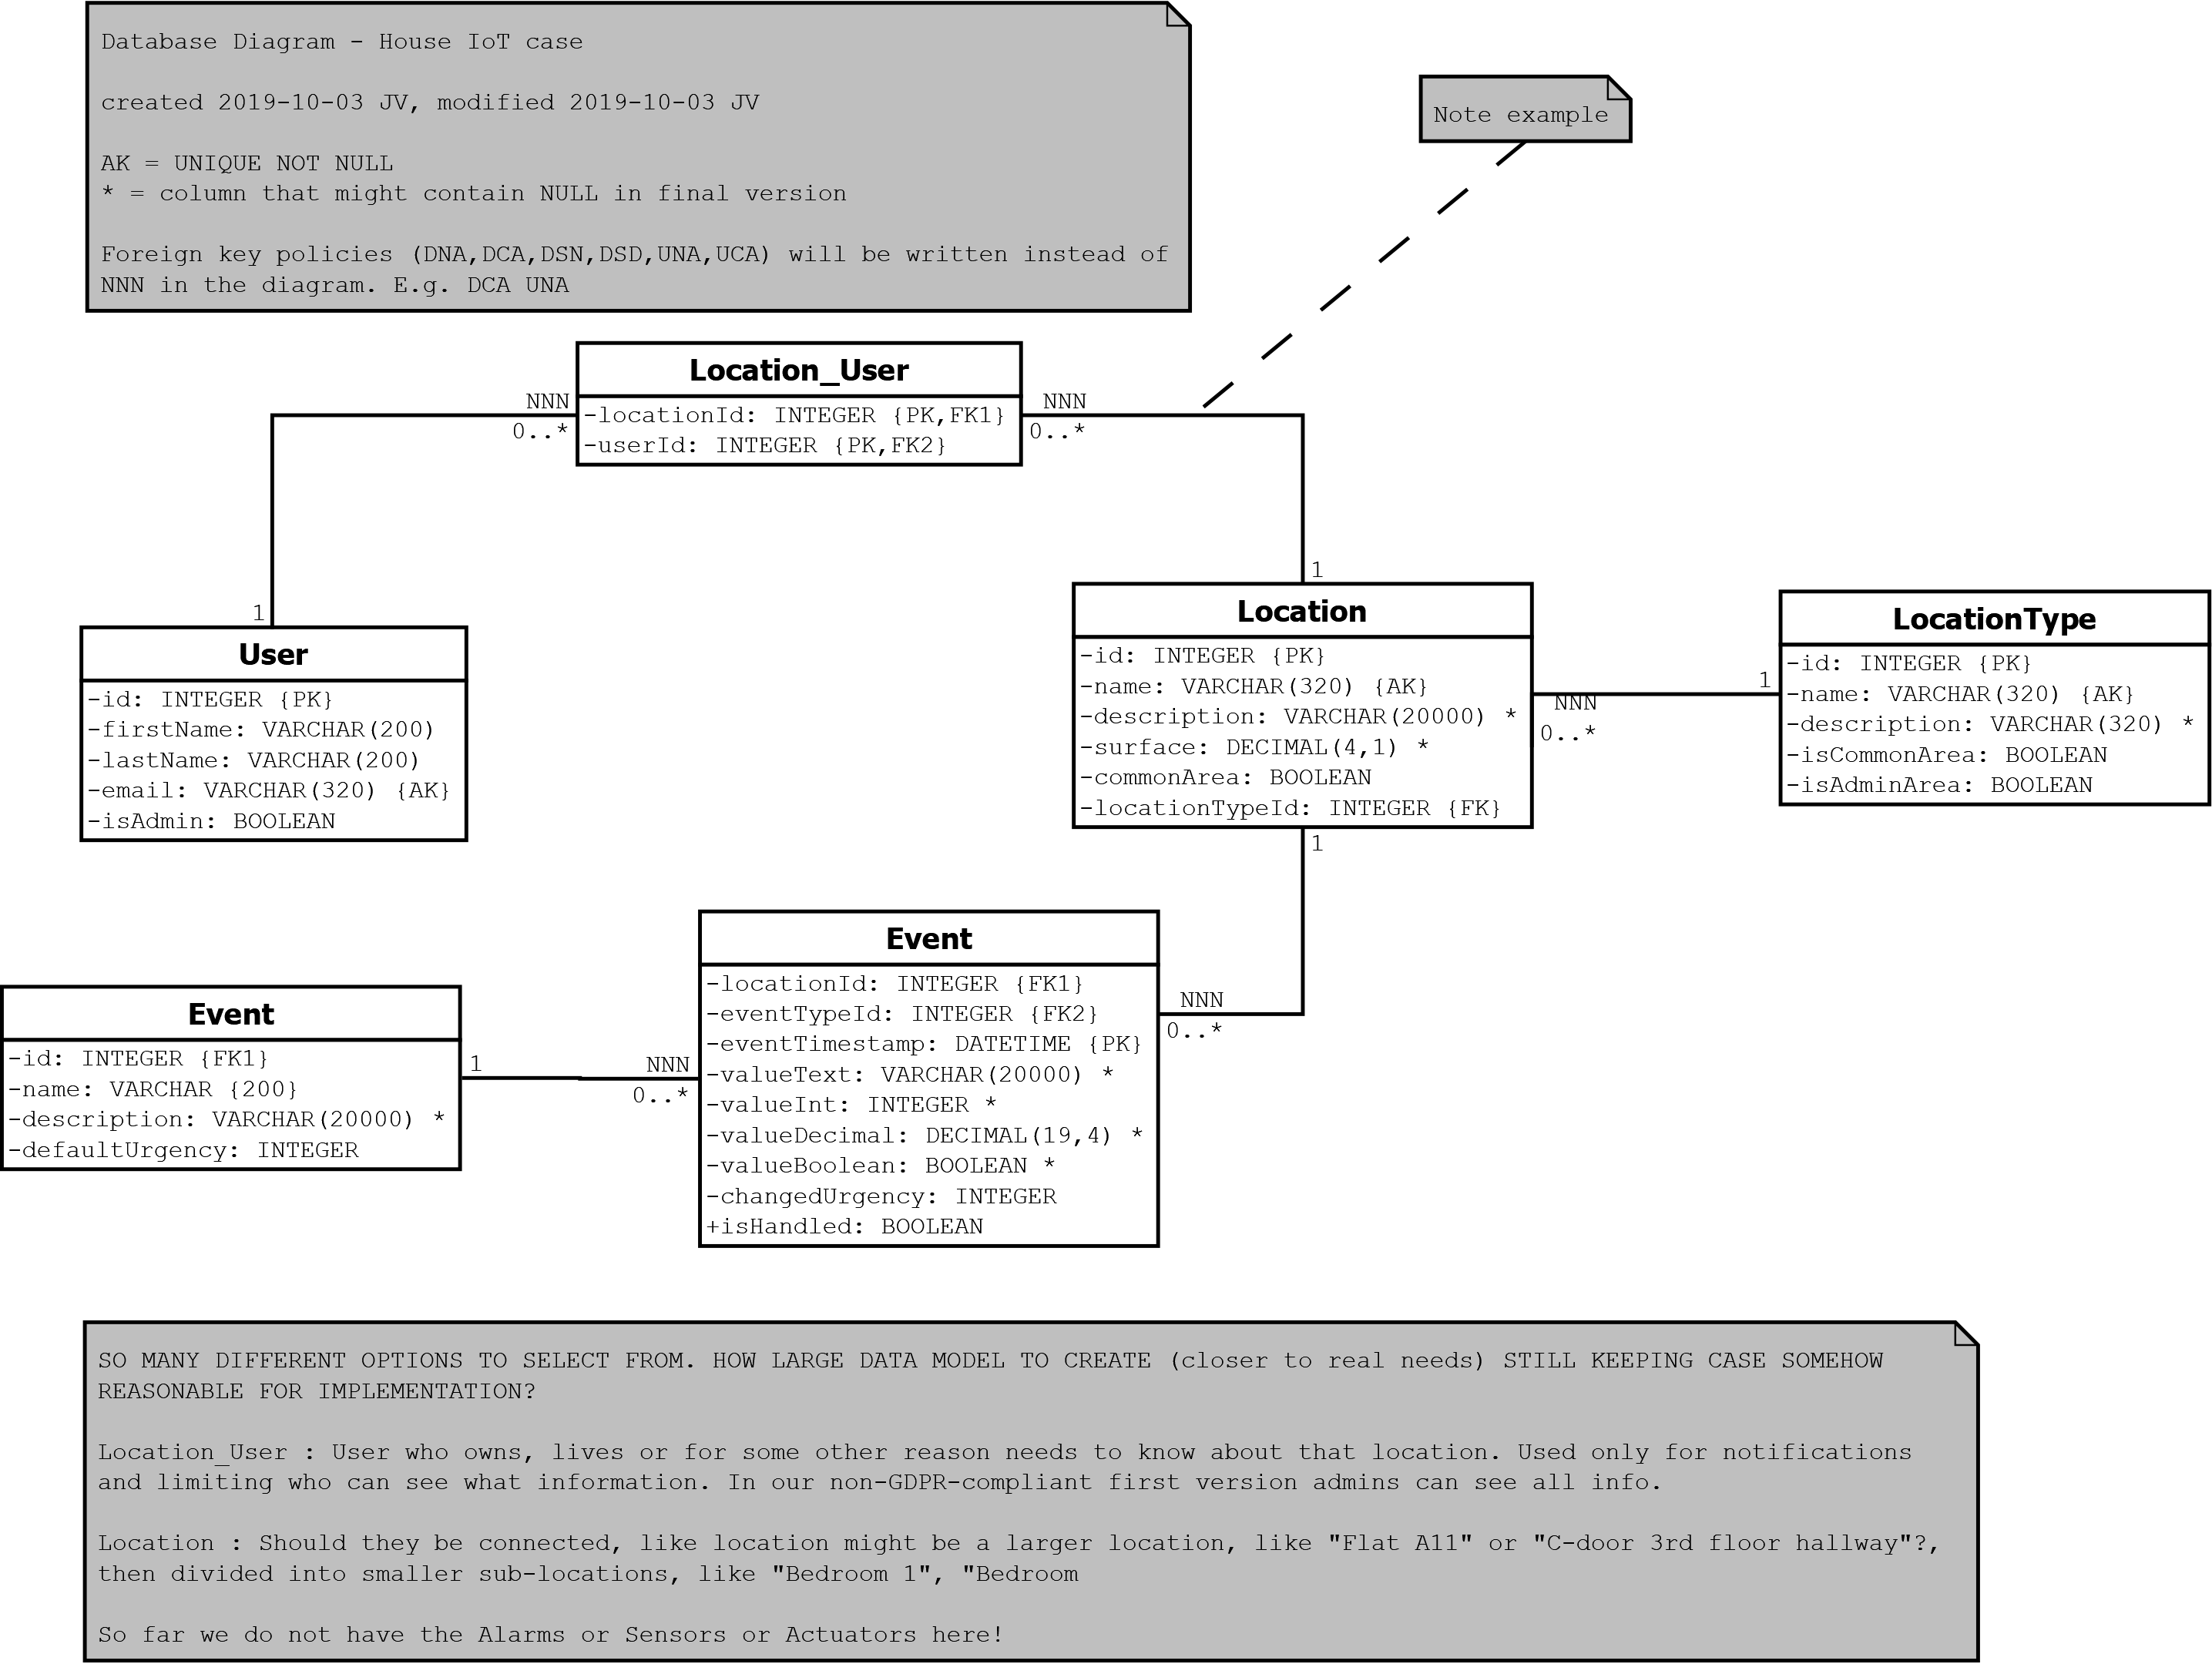 Database Diagram - House IoT case
created 2019-10-03 JV, modified 2019-10-03 JV
AK = UNIQUE NOT NULL
* = column that might contain NULL in final version
Foreign key policies (DNA,DCA,DSN,DSD,UNA,UCA) will be written instead of
NNN in the diagram. E.g. DCA UNA
Note example
Location_User
-locationId: INTEGER {PK,FK1}
-userId: INTEGER {PK,FK2}
NNN
0..*
NNN
0..*
1
1
User
-id: INTEGER {PK}
-firstName: VARCHAR(200)
-lastName: VARCHAR(200)
-email: VARCHAR(320) {AK}
-isAdmin: BOOLEAN
Location
-id: INTEGER {PK}
-name: VARCHAR(320) {AK}
-description: VARCHAR(20000) *
-surface: DECIMAL(4,1) *
-commonArea: BOOLEAN
-locationTypeId: INTEGER {FK}
NNN
0..*
1
LocationType
-id: INTEGER {PK}
-name: VARCHAR(320) {AK}
-description: VARCHAR(320) *
-isCommonArea: BOOLEAN
-isAdminArea: BOOLEAN
1
Event
-locationId: INTEGER {FK1}
-eventTypeId: INTEGER {FK2}
-eventTimestamp: DATETIME {PK}
-valueText: VARCHAR(20000) *
-valueInt: INTEGER *
-valueDecimal: DECIMAL(19,4) *
-valueBoolean: BOOLEAN *
-changedUrgency: INTEGER
+isHandled: BOOLEAN
NNN
0..*
Event
-id: INTEGER {FK1}
-name: VARCHAR {200}
-description: VARCHAR(20000) *
-defaultUrgency: INTEGER
1
NNN
0..*
SO MANY DIFFERENT OPTIONS TO SELECT FROM. HOW LARGE DATA MODEL TO CREATE (closer to real needs) STILL KEEPING CASE SOMEHOW
REASONABLE FOR IMPLEMENTATION?
Location_User : User who owns, lives or for some other reason needs to know about that location. Used only for notifications
and limiting who can see what information. In our non-GDPR-compliant first version admins can see all info.
Location : Should they be connected, like location might be a larger location, like "Flat A11" or "C-door 3rd floor hallway"?,
then divided into smaller sub-locations, like "Bedroom 1", "Bedroom
So far we do not have the Alarms or Sensors or Actuators here!